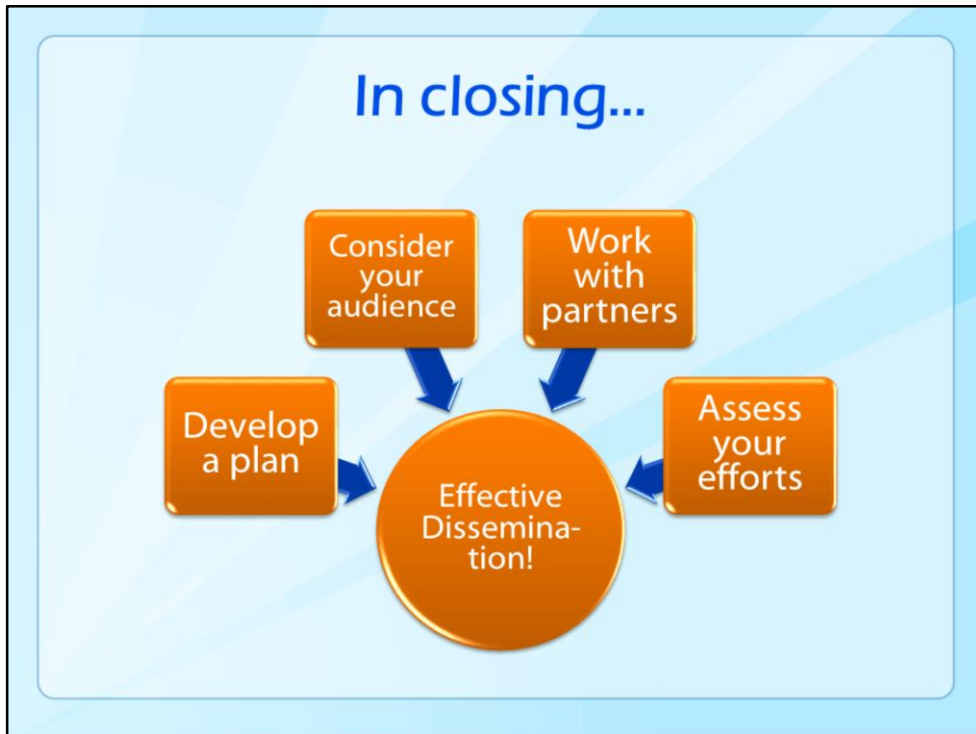 In closing...
Consider
your
audience
Work
with
partners
Develop
a plan
Assess
your
efforts
Effective
Dissemina-
tion!